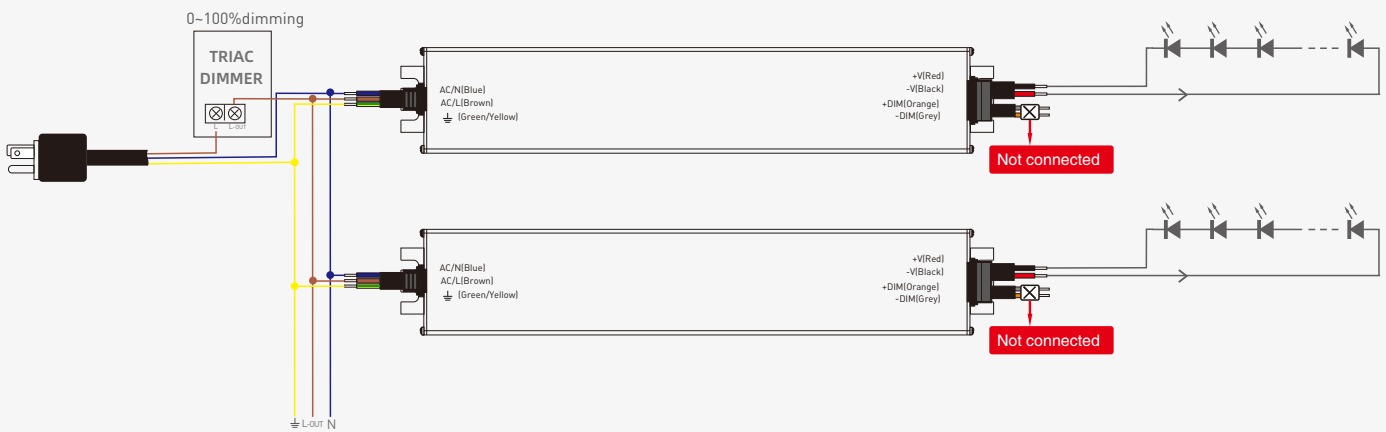 0~100%dimming
TRIAC
DIMMER
L L-OUT
AC/N(Blue)
AC/L(Brown)
(Green/Yellow)
+V(Red)
-V(Black)
+DIM(Orange)
-DIM(Grey)
Not connected
AC/N(Blue)
AC/L(Brown)
(Green/Yellow)
+V(Red)
-V(Black)
+DIM(Orange)
-DIM(Grey)
Not connected
L-OUT N